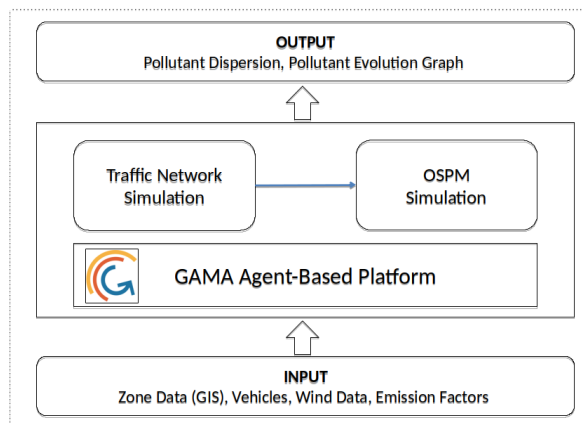 OUTPUT
Pollutant Dispersion, Pollutant Evolution Graph
Traffic Network
Simulation
OSPM
Simulation
GAMA Agent-Based Platform
INPUT
Zone Data (GIS), Vehicles, Wind Data, Emission Factors